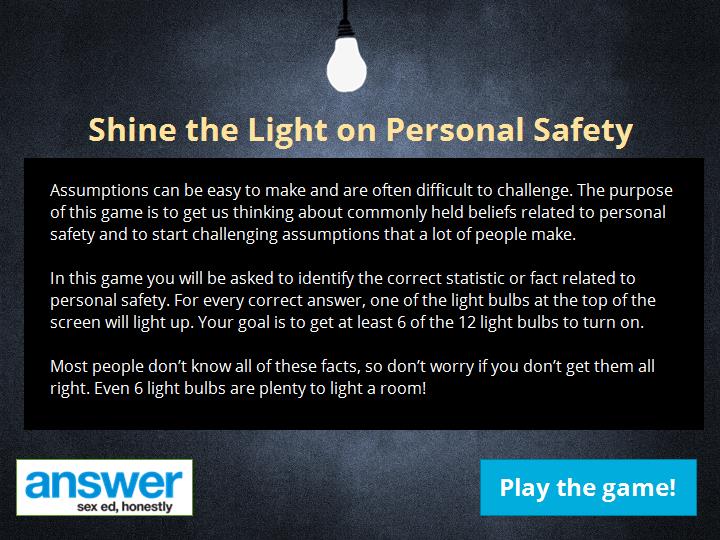 Shine the Light on Personal Safety
Assumptions can be easy to make and are often difficult to challenge. The purpose
of this game is to get us thinking about commonly held beliefs related to personal
safety and to start challenging assumptions that a lot of people make.
In this game you will be asked to identify the correct statistic or fact related to
personal safety. For every correct answer, one of the light bulbs at the top of the
screen will light up. Your goal is to get at least 6 of the 12 light bulbs to turn on.
Most people don’t know all of these facts, so don’t worry if you don’t get them all
right. Even 6 light bulbs are plenty to light a room!
answer
sex ed, honestly
Play the game!